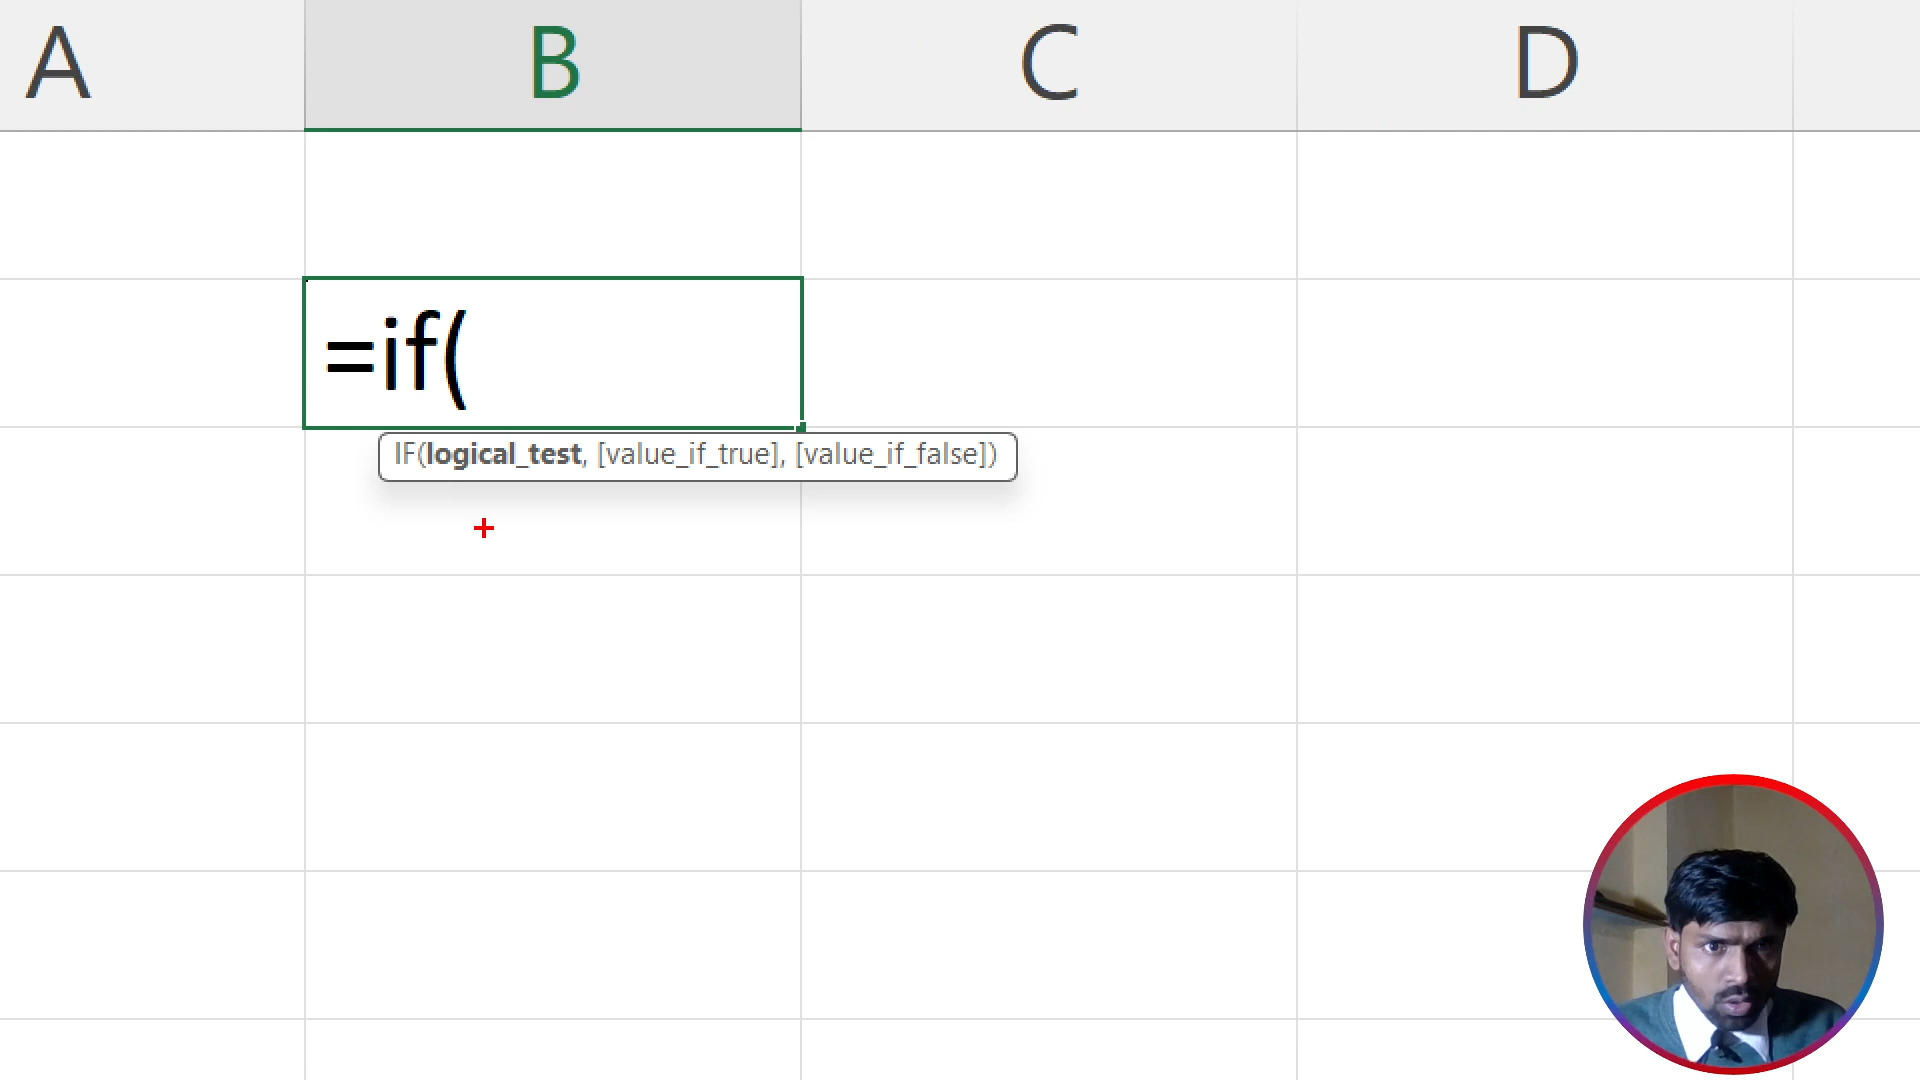 A B C D
=if(
IF(logical_test, [value_if_true], [value_if_false])